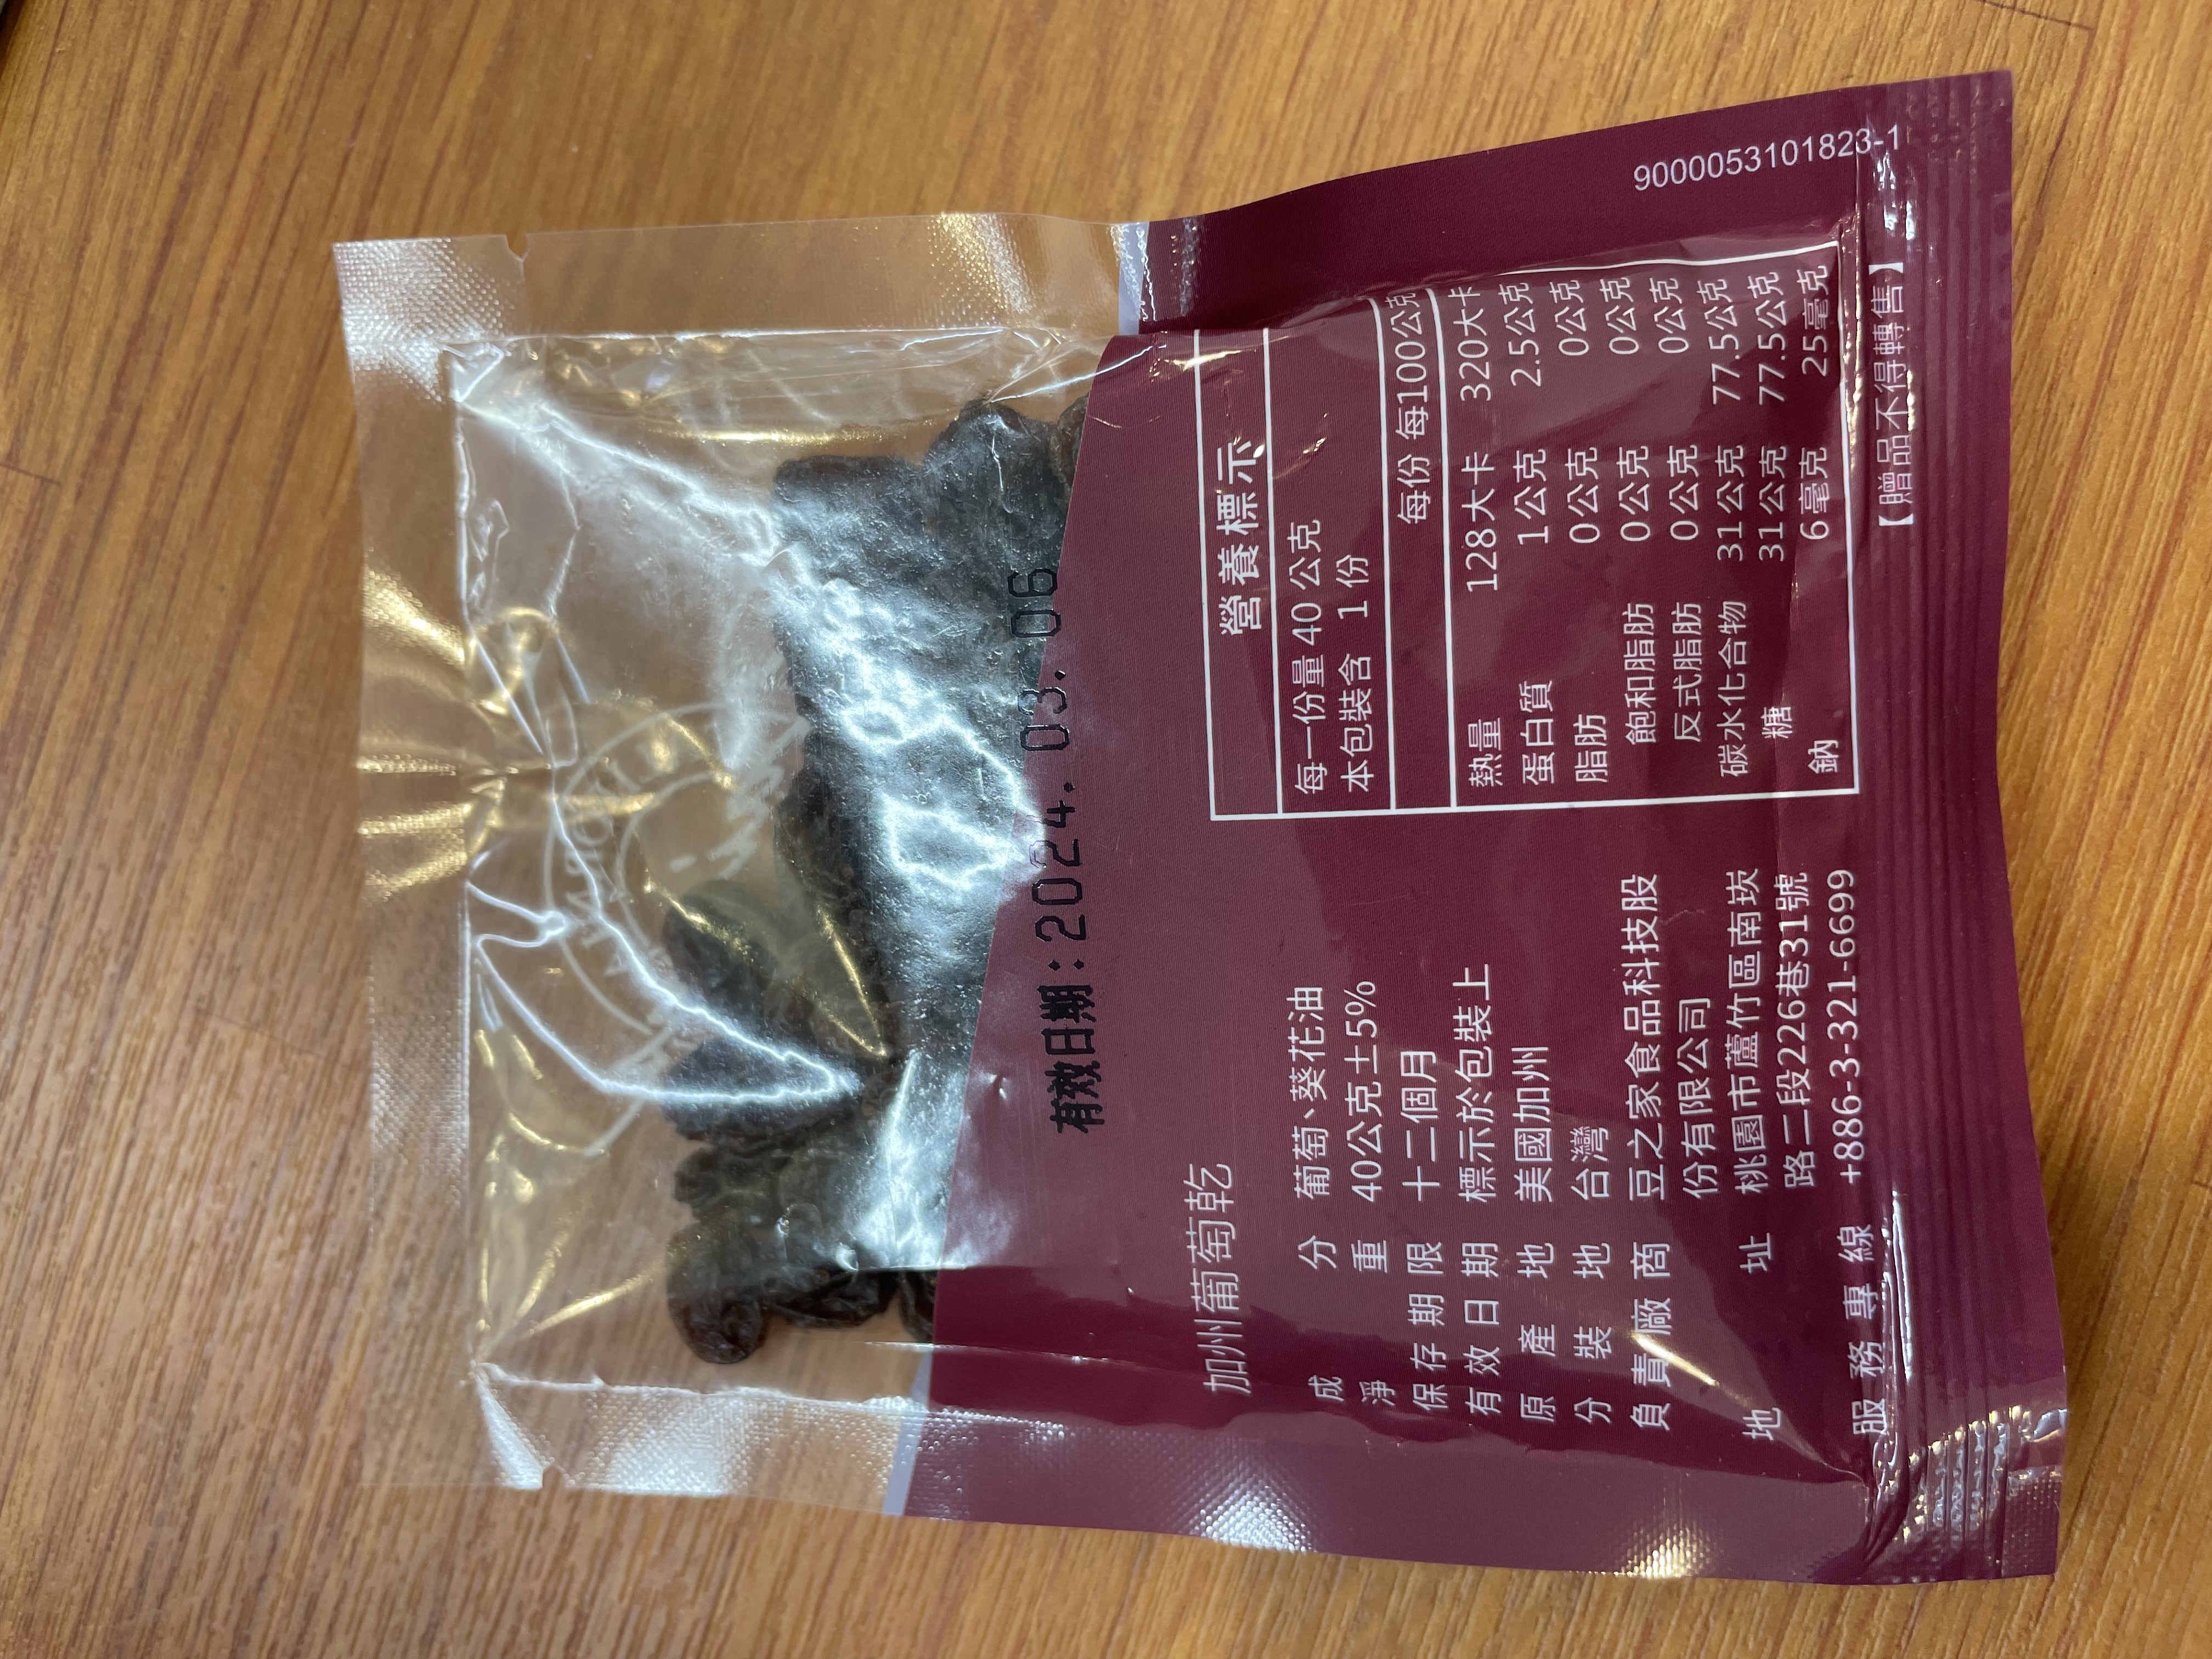 有效日期:2024. 03. 06
加州葡萄乾
成分 葡萄、葵花油
淨重 40公克±5%
保存期限 十二個月
有效日期 標示於包裝上
原產地 美國加州
分裝地 台灣
負責廠商 豆之家食品科技股
份有限公司
地址 桃園市蘆竹區南崁
路二段226巷31號
服務專線 +886-3-321-6699
營養標示
每一份量 40 公克
本包裝含 1 份
每份 每100公克
熱量 128大卡 320大卡
蛋白質 1公克 2.5公克
脂肪 0公克 0公克
飽和脂肪 0公克 0公克
反式脂肪 0公克 0公克
碳水化合物 31公克 77.5公克
糖 31公克 77.5公克
鈉 6毫克 25毫克
【贈品不得轉售】
9000053101823-1